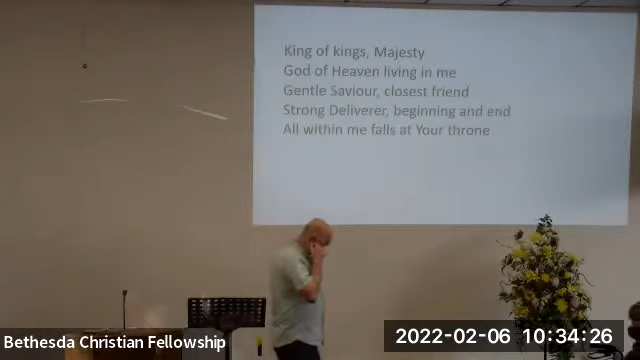 King of kings, Majesty
God of Heaven living in me
Gentle Saviour, closest friend
Strong Deliverer, beginning and end
All within me falls at Your throne
Bethesda Christian Fellowship
2022-02-06 10:34:26